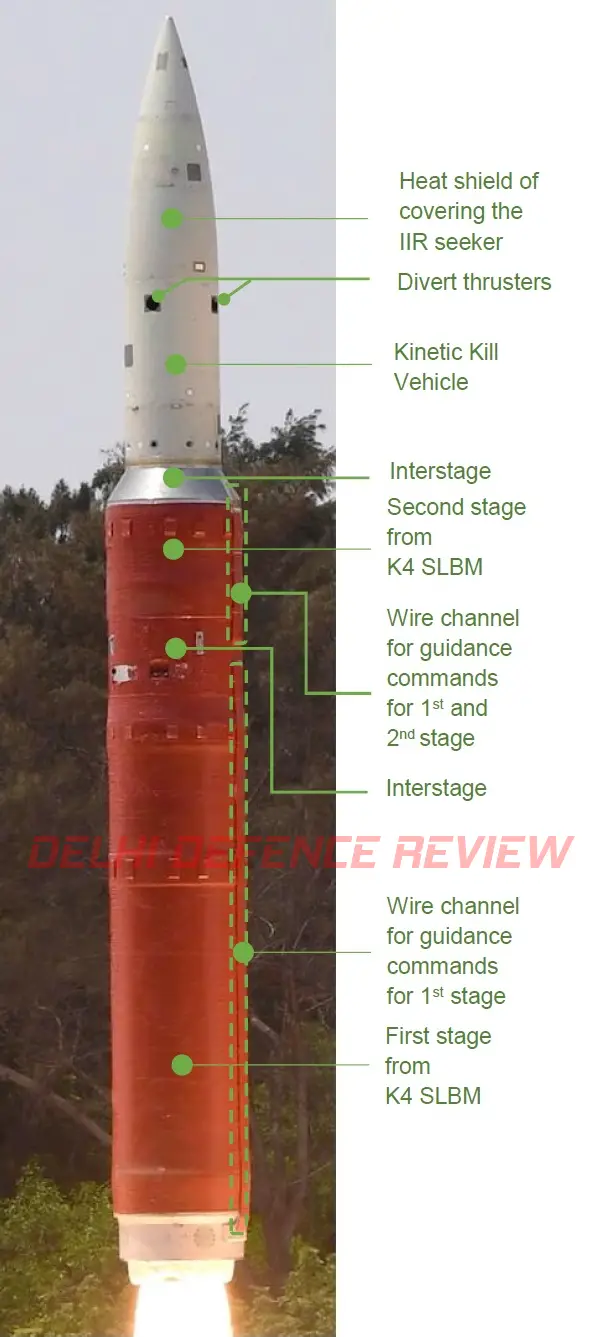 Heat shield of
covering the
IIR seeker
Divert thrusters
Kinetic Kill
Vehicle
Interstage
Second stage
from
K4 SLBM
Wire channel
for guidance
commands
for 1st and
2nd stage
Interstage
DELHI DEFENCE REVIEW
Wire channel
for guidance
commands
for 1st stage
First stage
from
K4 SLBM